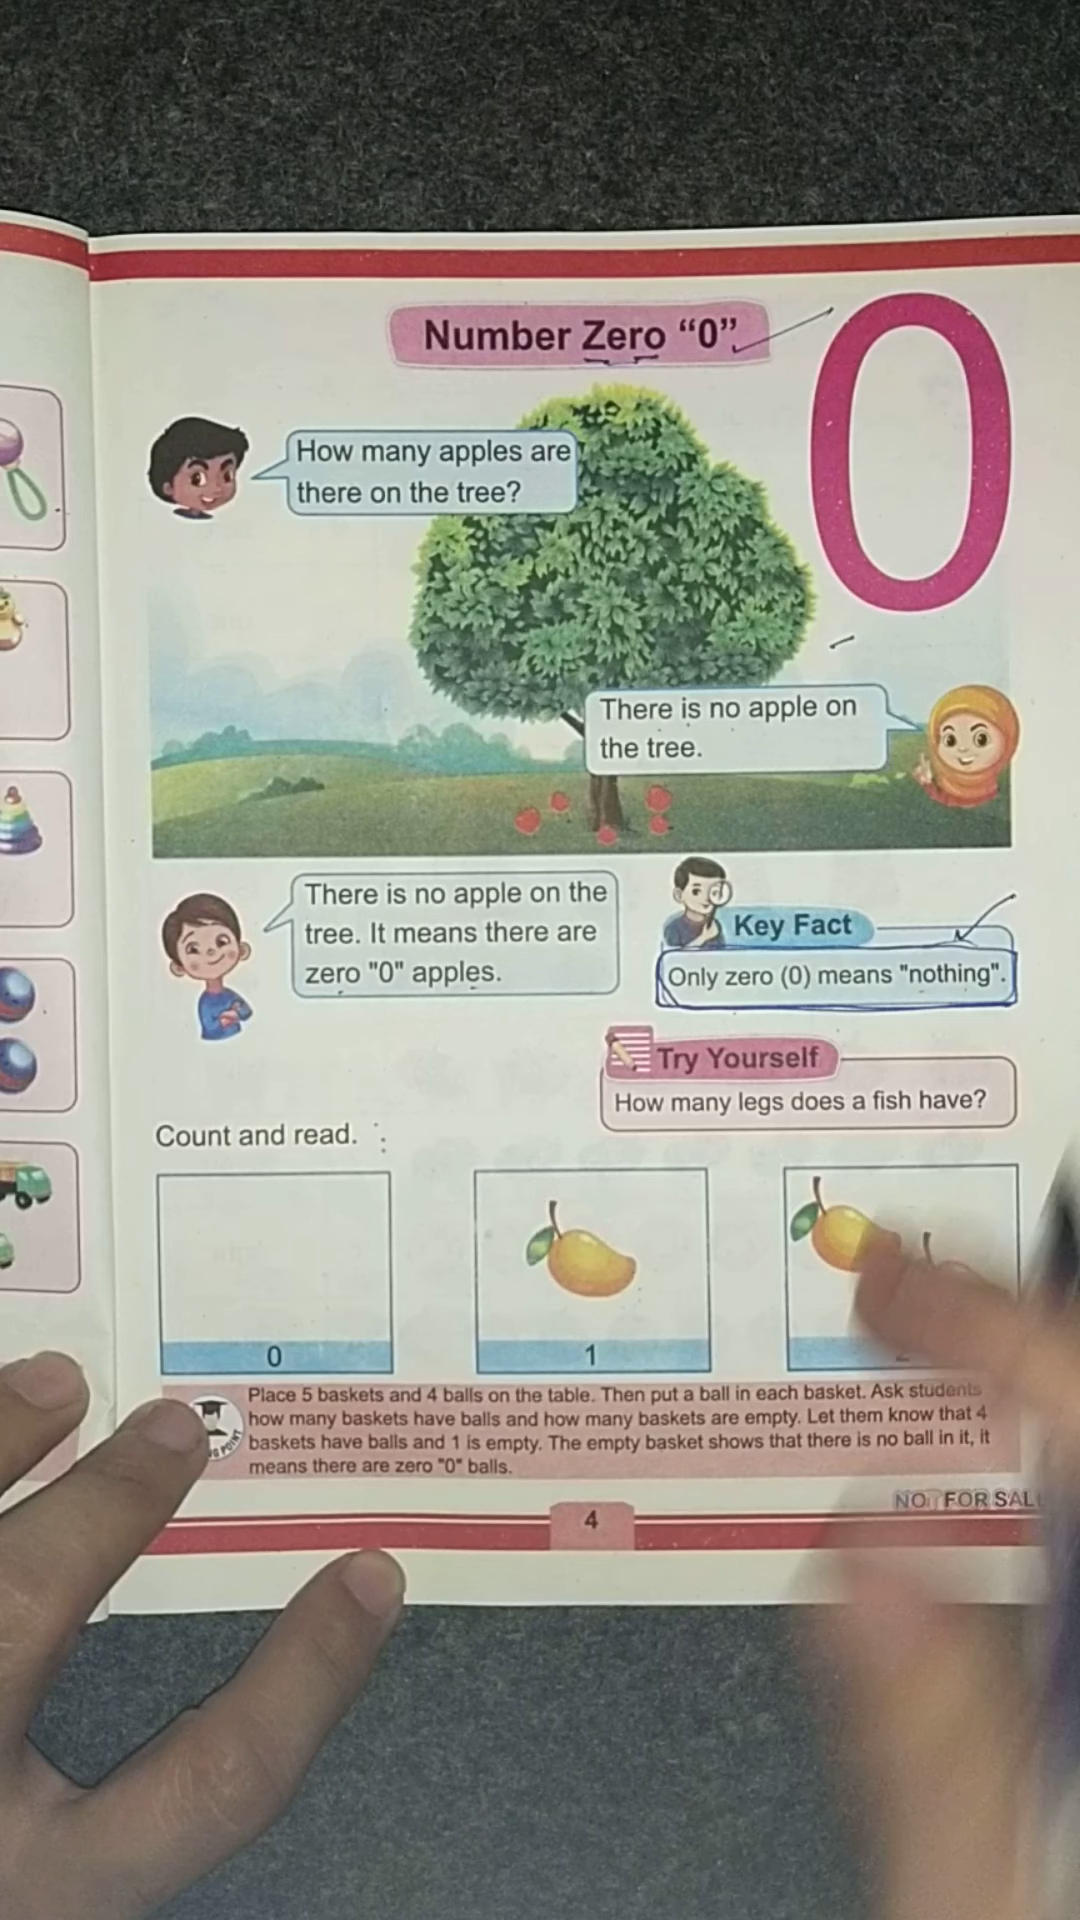 Number Zero “0”
0
How many apples are
there on the tree?
There is no apple on
the tree.
There is no apple on the
tree. It means there are
zero "0" apples.
Key Fact
Only zero (0) means "nothing".
Try Yourself
How many legs does a fish have?
Count and read.
0
1
Place 5 baskets and 4 balls on the table. Then put a ball in each basket. Ask students
how many baskets have balls and how many baskets are empty. Let them know that 4
baskets have balls and 1 is empty. The empty basket shows that there is no ball in it, it
means there are zero "0" balls.
POINT
FOR
4